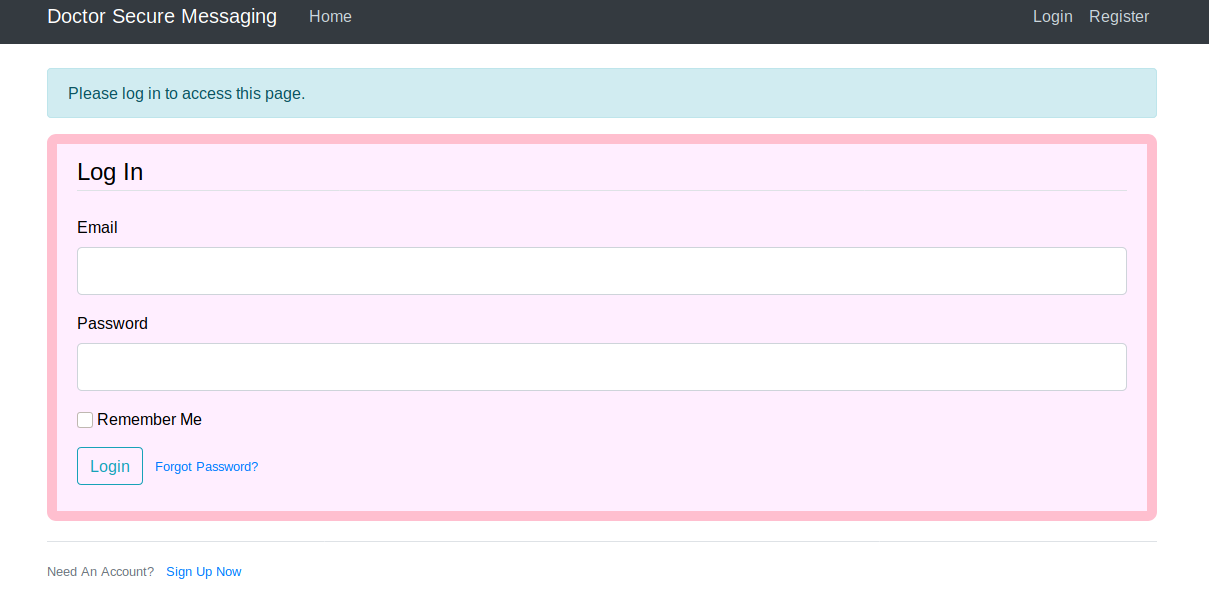 Doctor Secure Messaging Home Login Register
Please log in to access this page.
Log In
Email
Password
Remember Me
Login Forgot Password?
Need An Account? Sign Up Now